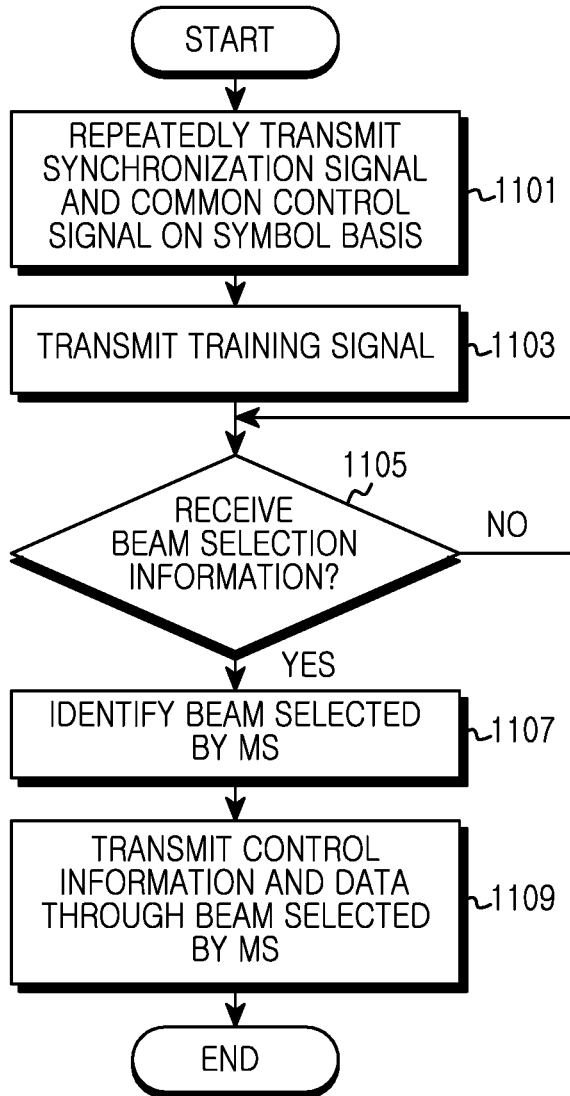 START
REPEATEDLY TRANSMIT
SYNCHRONIZATION SIGNAL
AND COMMON CONTROL
SIGNAL ON SYMBOL BASIS
1101
TRANSMIT TRAINING SIGNAL
1103
1105
RECEIVE
BEAM SELECTION
INFORMATION?
NO
YES
IDENTIFY BEAM SELECTED
BY MS
1107
TRANSMIT CONTROL
INFORMATION AND DATA
THROUGH BEAM SELECTED
BY MS
1109
END